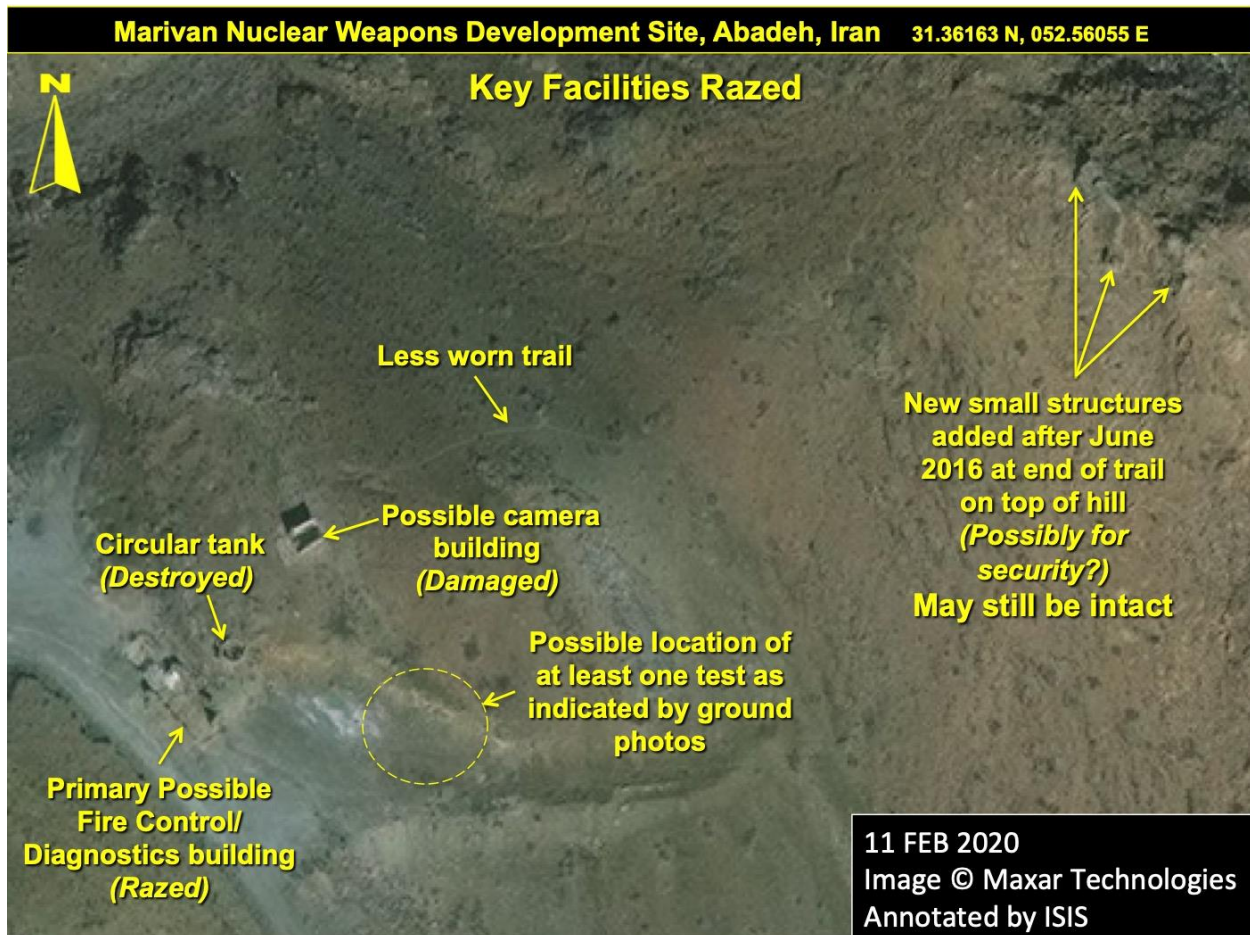 Marivan Nuclear Weapons Development Site, Abadeh, Iran 31.36163 N, 052.56055 E
Key Facilities Razed
N
Less worn trail
New small structures
added after June
2016 at end of trail
on top of hill
(Possibly for
security?)
May still be intact
Possible camera
building
(Damaged)
Circular tank
(Destroyed)
Possible location of
at least one test as
indicated by ground
photos
Primary Possible
Fire Control/
Diagnostics building
(Razed)
11 FEB 2020
Image © Maxar Technologies
Annotated by ISIS